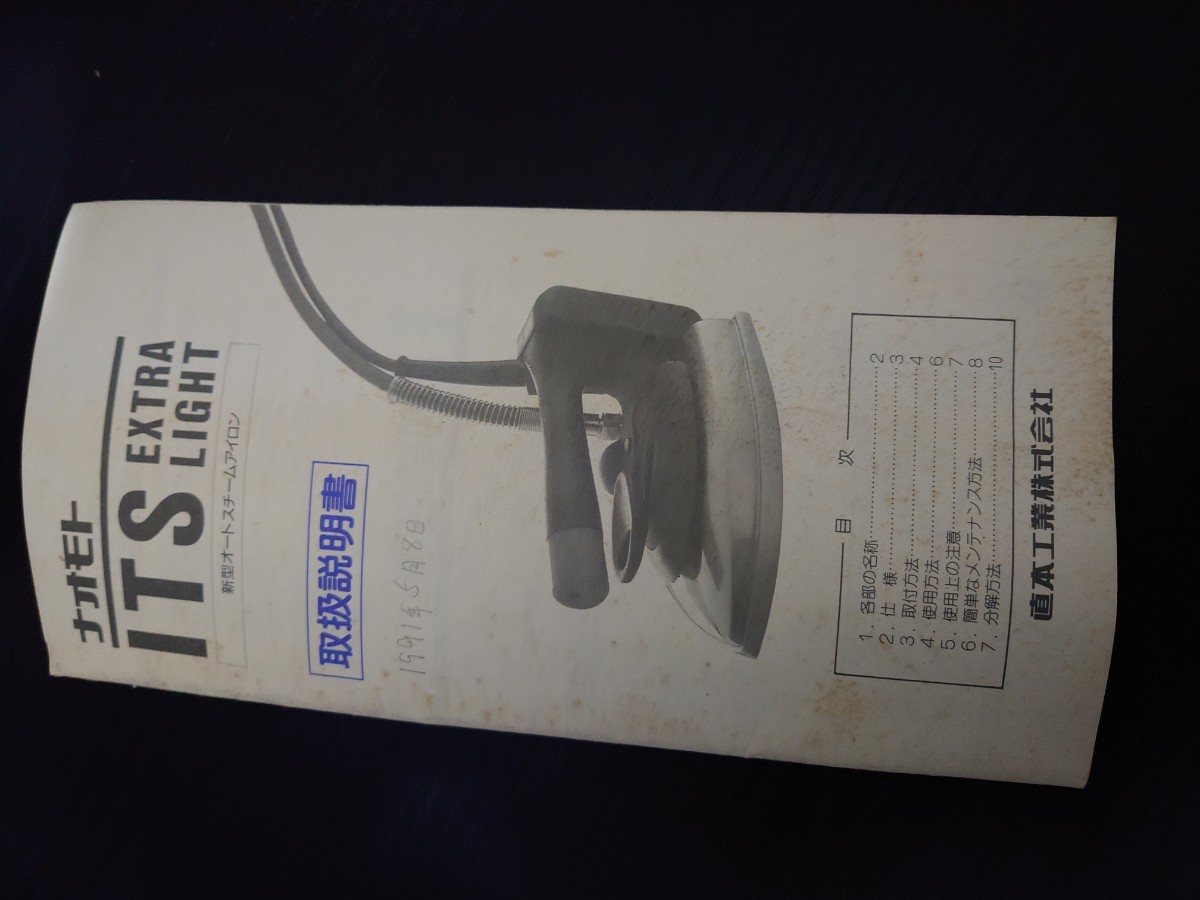 ナオモト
ITS EXTRA
LIGHT
新型オートスチームアイロン
取扱説明書
1991年5月8日
目 次
1. 各部の名称……………………2
2. 仕 様……………………3
3. 取付方法……………………4
4. 使用方法……………………6
5. 使用上の注意……………………7
6. 簡単なメンテナンス方法……………8
7. 分解方法……………………10
直本工業株式会社